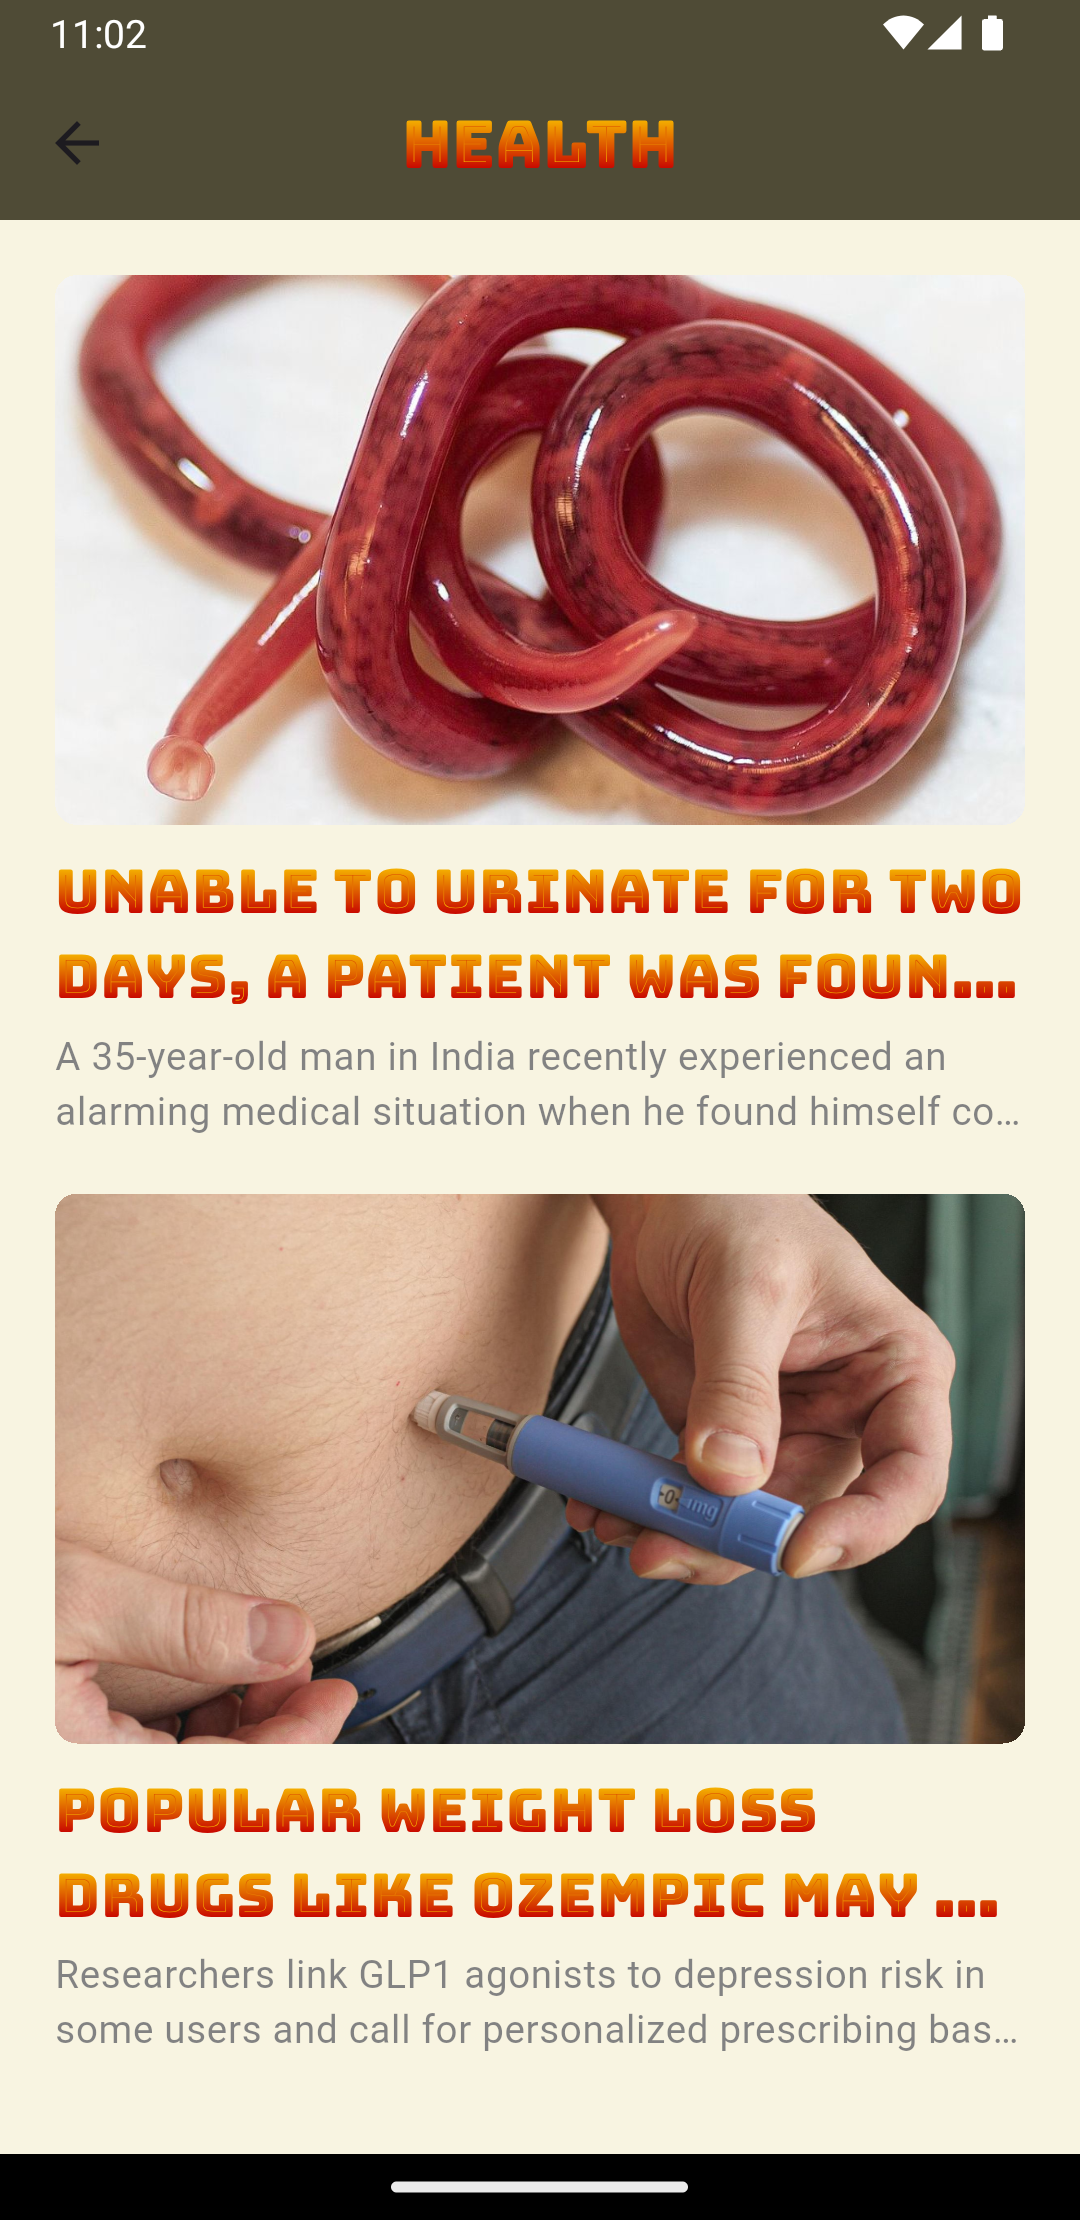 11:02
HEALTH
UNABLE TO URINATE FOR TWO
DAYS, A PATIENT WAS FOUN...
A 35-year-old man in India recently experienced an
alarming medical situation when he found himself co...
0 1mg
POPULAR WEIGHT LOSS
DRUGS LIKE OZEMPIC MAY ...
Researchers link GLP1 agonists to depression risk in
some users and call for personalized prescribing bas...